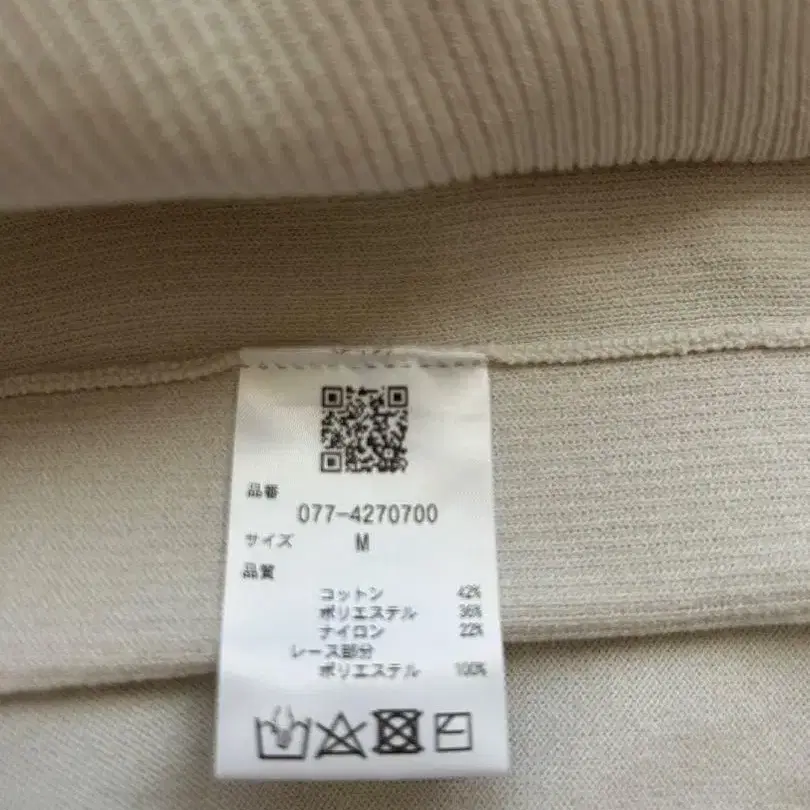 品番
077-4270700
サイズ M
品質
コットン 42%
ポリエステル 36%
ナイロン 22%
レース部分
ポリエステル 100%